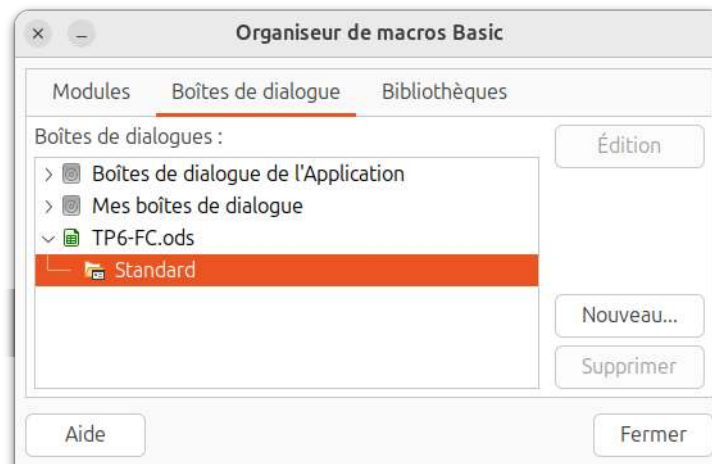 Organiseur de macros Basic
Modules Boîtes de dialogue Bibliothèques
Boîtes de dialogues :
Édition
Boîtes de dialogue de l'Application
Mes boîtes de dialogue
TP6-FC.ods
Standard
Nouveau...
Supprimer
Aide Fermer